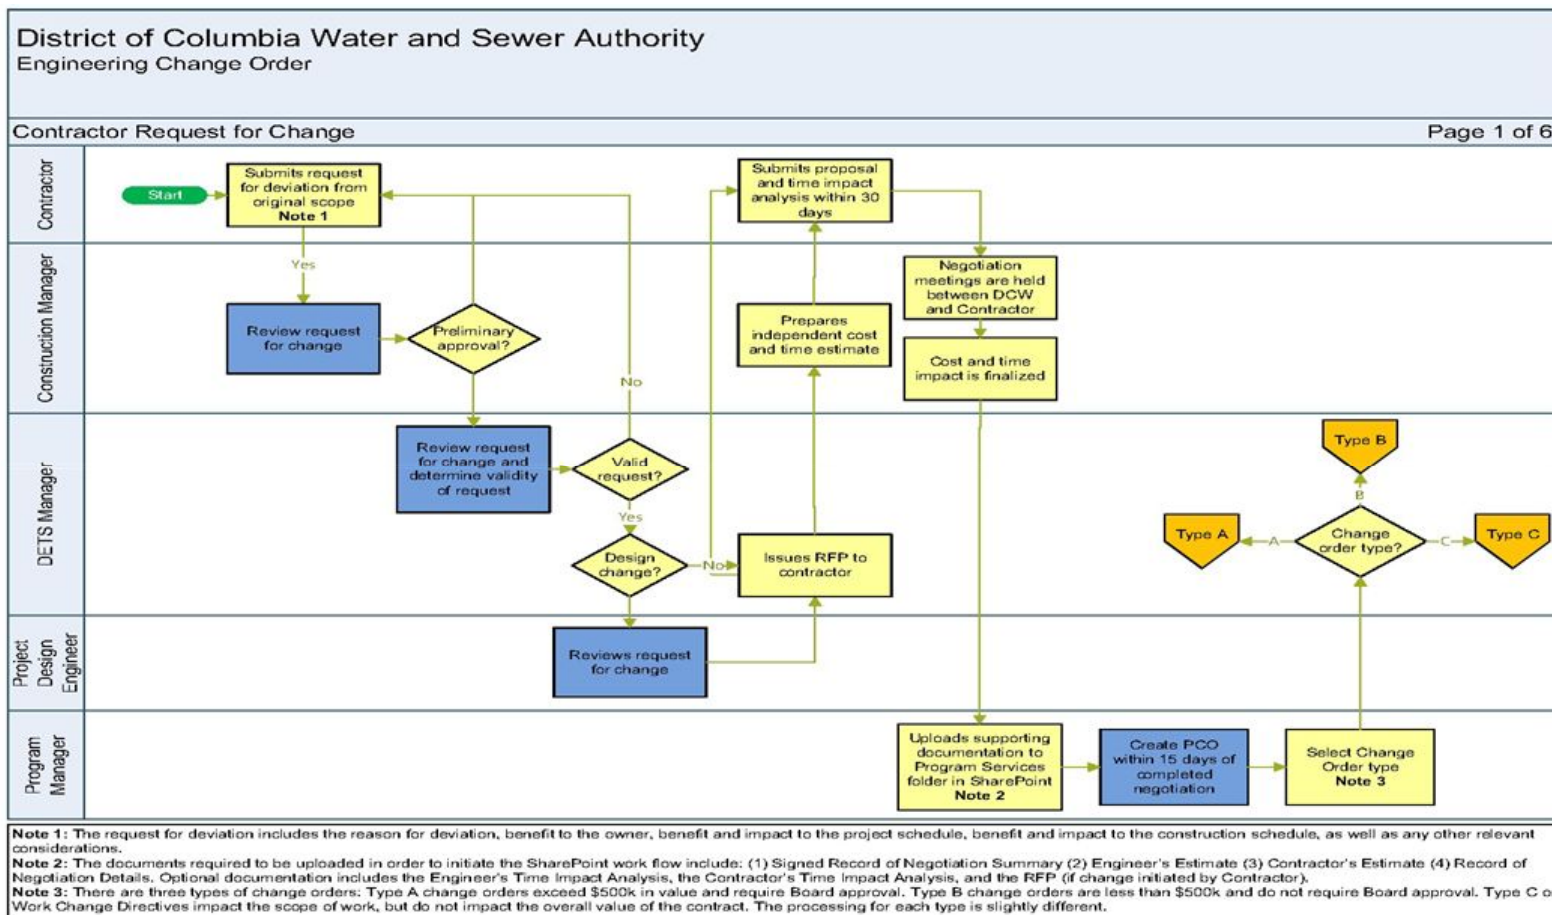 District of Columbia Water and Sewer Authority
Engineering Change Order
Contractor Request for Change
Page 1 of 6
Contractor
Start
Submits request
for deviation from
original scope
Note 1
Submits proposal
and time impact
analysis within 30
days
Construction Manager
Yes
Review request
for change
Preliminary
approval?
No
Prepares
independent cost
and time estimate
Negotiation
meetings are held
between DCW
and Contractor
Cost and time
impact is finalized
DETS Manager
Review request
for change and
determine validity
of request
Valid
request?
Yes
Design
change?
No
Issues RFP to
contractor
Type B
B
Type A
A
Change
order type?
C
Type C
Project
Design
Engineer
Reviews request
for change
Program
Manager
Uploads supporting
documentation to
Program Services
folder in SharePoint
Note 2
Create PCO
within 15 days of
completed
negotiation
Select Change
Order type
Note 3
Note 1: The request for deviation includes the reason for deviation, benefit to the owner, benefit and impact to the project schedule, benefit and impact to the construction schedule, as well as any other relevant
considerations.
Note 2: The documents required to be uploaded in order to initiate the SharePoint work flow include: (1) Signed Record of Negotiation Summary (2) Engineer's Estimate (3) Contractor's Estimate (4) Record of
Negotiation Details. Optional documentation includes the Engineer's Time Impact Analysis, the Contractor's Time Impact Analysis, and the RFP (if change initiated by Contractor).
Note 3: There are three types of change orders: Type A change orders exceed $500k in value and require Board approval. Type B change orders are less than $500k and do not require Board approval. Type C o
Work Change Directives impact the scope of work, but do not impact the overall value of the contract. The processing for each type is slightly different.